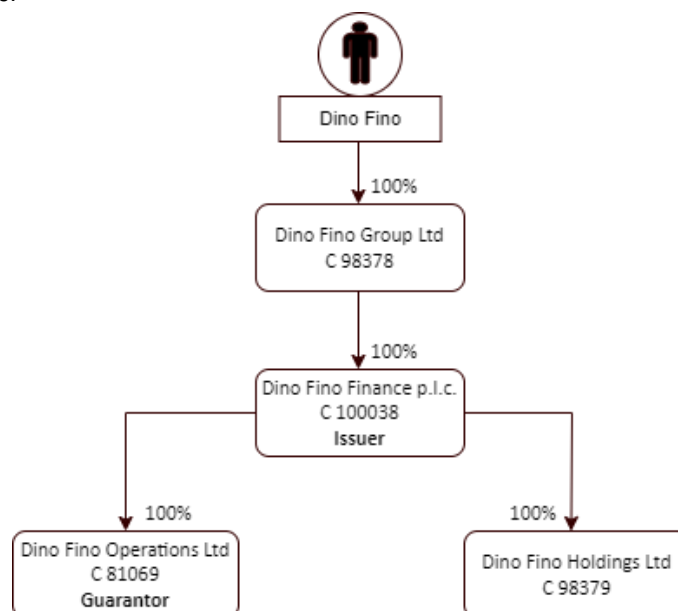 Dino Fino
100%
Dino Fino Group Ltd
C 98378
100%
Dino Fino Finance p.l.c.
C 100038
Issuer
100%
100%
Dino Fino Operations Ltd
C 81069
Guarantor
Dino Fino Holdings Ltd
C 98379